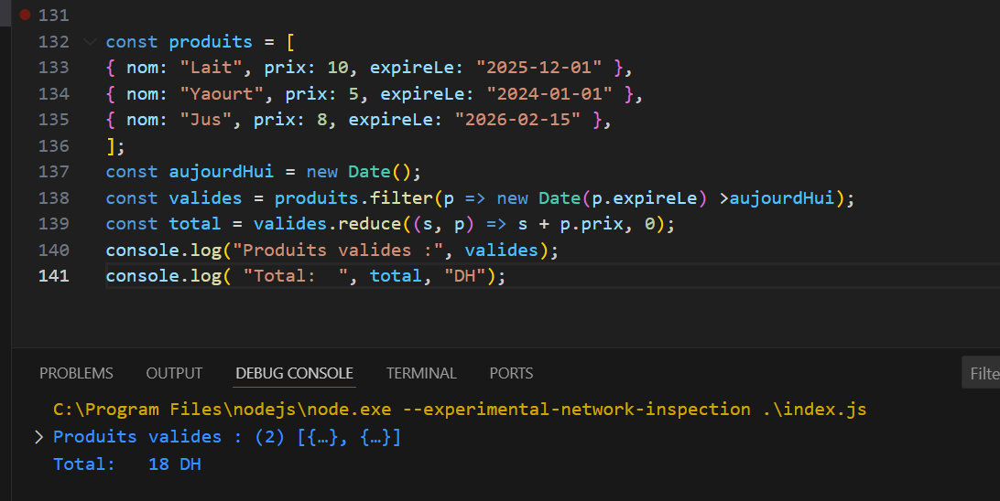 131
132 const produits = [
133 { nom: "Lait", prix: 10, expireLe: "2025-12-01" },
134 { nom: "Yaourt", prix: 5, expireLe: "2024-01-01" },
135 { nom: "Jus", prix: 8, expireLe: "2026-02-15" },
136 ];
137 const aujourdHui = new Date();
138 const valides = produits.filter(p => new Date(p.expireLe) >aujourdHui);
139 const total = valides.reduce((s, p) => s + p.prix, 0);
140 console.log("Produits valides :", valides);
141 console.log( "Total:  ", total, "DH");
PROBLEMS OUTPUT DEBUG CONSOLE TERMINAL PORTS Filte
C:\Program Files\nodejs\node.exe --experimental-network-inspection .\index.js
> Produits valides : (2) [{…}, {…}]
Total:   18 DH